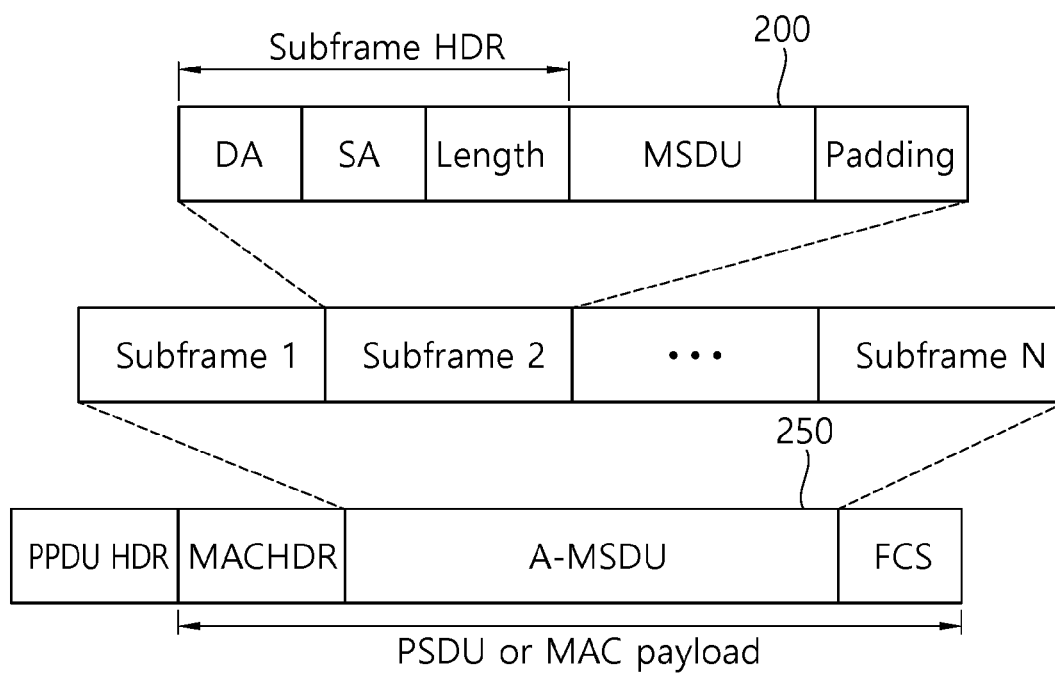 200
Subframe HDR
DA SA Length MSDU Padding
Subframe 1 Subframe 2 ••• Subframe N
250
PPDU HDR MACHDR A-MSDU FCS
PSDU or MAC payload